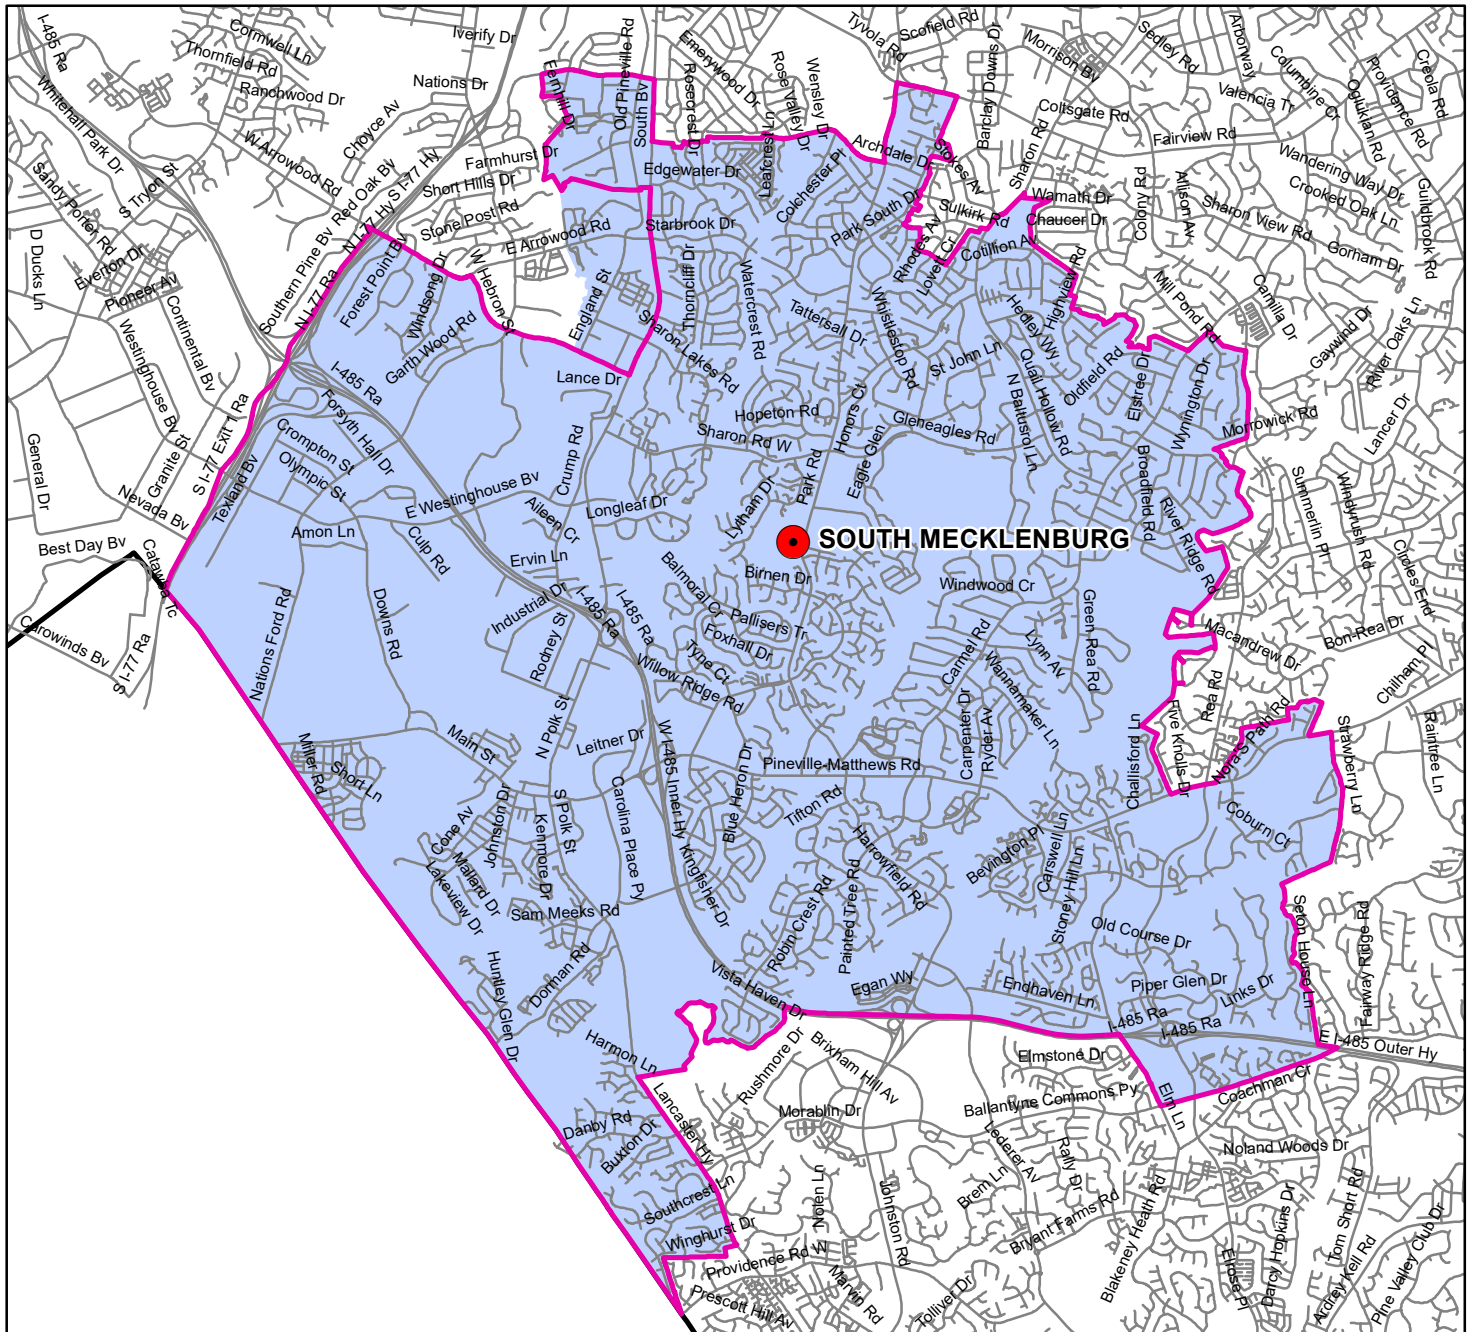 I-485 Ra
Cornwell Ln
Iverify Dr
Thornfield Rd
Ranchwood Dr
Nations Dr
Whitehall Park Dr
Choyce Av
W Arrowood Rd
Sandy Porter Rd
S Tryon St
Farmhurst Dr
Short Hills Dr
Stone Post Rd
E Arrowood Rd
Red Oak Bv
Southern Pine Bv
N I-77 Hy
S I-77 Hy
N I-77 Ra
D Ducks Ln
Everton Dr
Pioneer Av
Continental Bv
Westinghouse Bv
Forest Point Bv
Windsong Dr
W Hebron St
Garth Wood Rd
England St
Fernhill Dr
Old Pineville Rd
South Bv
Emerywood Dr
Rosecrest Dr
Rose Valley Dr
Wensley Dr
Leafcrest Ln
Edgewater Dr
Colchester Pl
Starbrook Dr
Thorncliff Dr
Watercrest Rd
Tyvola Rd
Scofield Rd
Barclay Downs Dr
Morrison Bv
Sedley Rd
Arborway
Columbine Cr
Oglukian Rd
Providence Rd
Creola Rd
Valencia Tr
Coltsgate Rd
Fairview Rd
Archdale Dr
Stokes Av
Sharon Rd
Wamath Dr
Chaucer Dr
Sulkirk Rd
Park South Dr
Rhodes Av
Lovett Cr
Cotillion Av
Colony Rd
Allison Av
Sharon View Rd
Wandering Way Dr
Crooked Oak Ln
Gorham Dr
Guildbrook Rd
Highview Rd
Hedley Wy
Mill Pond Rd
Camilla Dr
Gaywind Dr
River Oaks Ln
Tattersall Dr
Whistlestop Rd
St John Ln
Quail Hollow Rd
N Baltusrol Ln
Oldfield Rd
Elstree Dr
Wynington Dr
Morrowick Rd
Lancer Dr
Sharon Lakes Rd
Lance Dr
Hopeton Rd
Sharon Rd W
Honors Ct
Gleneagles Rd
Eagle Glen
Park Rd
I-485 Ra
Forsyth Hall Dr
Crompton St
Olympic St
S I-77 Exit 1 Ra
Granite St
General Dr
Nevada Bv
Texland Bv
Best Day Bv
Catawba Tc
Carowinds Bv
S I-77 Ra
Amon Ln
E Westinghouse Bv
Culp Rd
Crump Rd
Aileen Cr
Longleaf Dr
Lytham Dr
Ervin Ln
SOUTH MECKLENBURG
Broadfield Rd
River Ridge Rd
Summerlin Pl
Windyrush Rd
Circles End
Nations Ford Rd
Downs Rd
Industrial Dr
I-485 Ra
I-485 Ra
Rodney St
Balmoral Cr
Birnen Dr
Pallisers Tr
Foxhall Dr
Tyne Ct
Willow Ridge Rd
Windwood Cr
Carmel Rd
Lynn Av
Green Rea Rd
Wannamaker Ln
Macandrew Dr
Bon-Rea Dr
Chilham Pl
Rea Rd
Five Knolls Dr
Nora'S Path Rd
Strawberry Ln
Raintree Ln
Main St
N Polk St
Leitner Dr
Miller Rd
Short Ln
W I-485 Inner Hy
Blue Heron Dr
Pineville-Matthews Rd
Carpenter Dr
Ryder Av
Challisford Ln
Cone Av
Johnston Dr
S Polk St
Kenmore Dr
Carolina Place Py
Kingfisher Dr
Tifton Rd
Harrowfield Rd
Painted Tree Rd
Robin Crest Rd
Bevington Pl
Carswell Ln
Stoney Hill Ln
Coburn Ct
Mallard Dr
Lakeview Dr
Sam Meeks Rd
Dorman Rd
Huntley Glen Dr
Old Course Dr
Seton House Ln
Fairway Ridge Rd
Piper Glen Dr
Links Dr
Endhaven Ln
Egan Wy
Vista Haven Dr
I-485 Ra
I-485 Ra
E I-485 Outer Hy
Harmon Ln
Lancaster Hy
Rushmore Dr
Brixham Hill Av
Elmstone Dr
Elm Ln
Coachman Cr
Danby Rd
Buxton Dr
Morablin Dr
Ballantyne Commons Py
Lederer Av
Rally Dr
Noland Woods Dr
Southcrest Ln
Winghurst Dr
Nolen Ln
Johnston Rd
Brem Ln
Bryant Farms Rd
Blakeney Heath Rd
Providence Rd W
Prescott Hill Av
Marvin Rd
Tolliver Dr
Elrose Pl
Darcy Hopkins Dr
Tom Short Rd
Ardrey Kell Rd
Pine Valley Club Dr